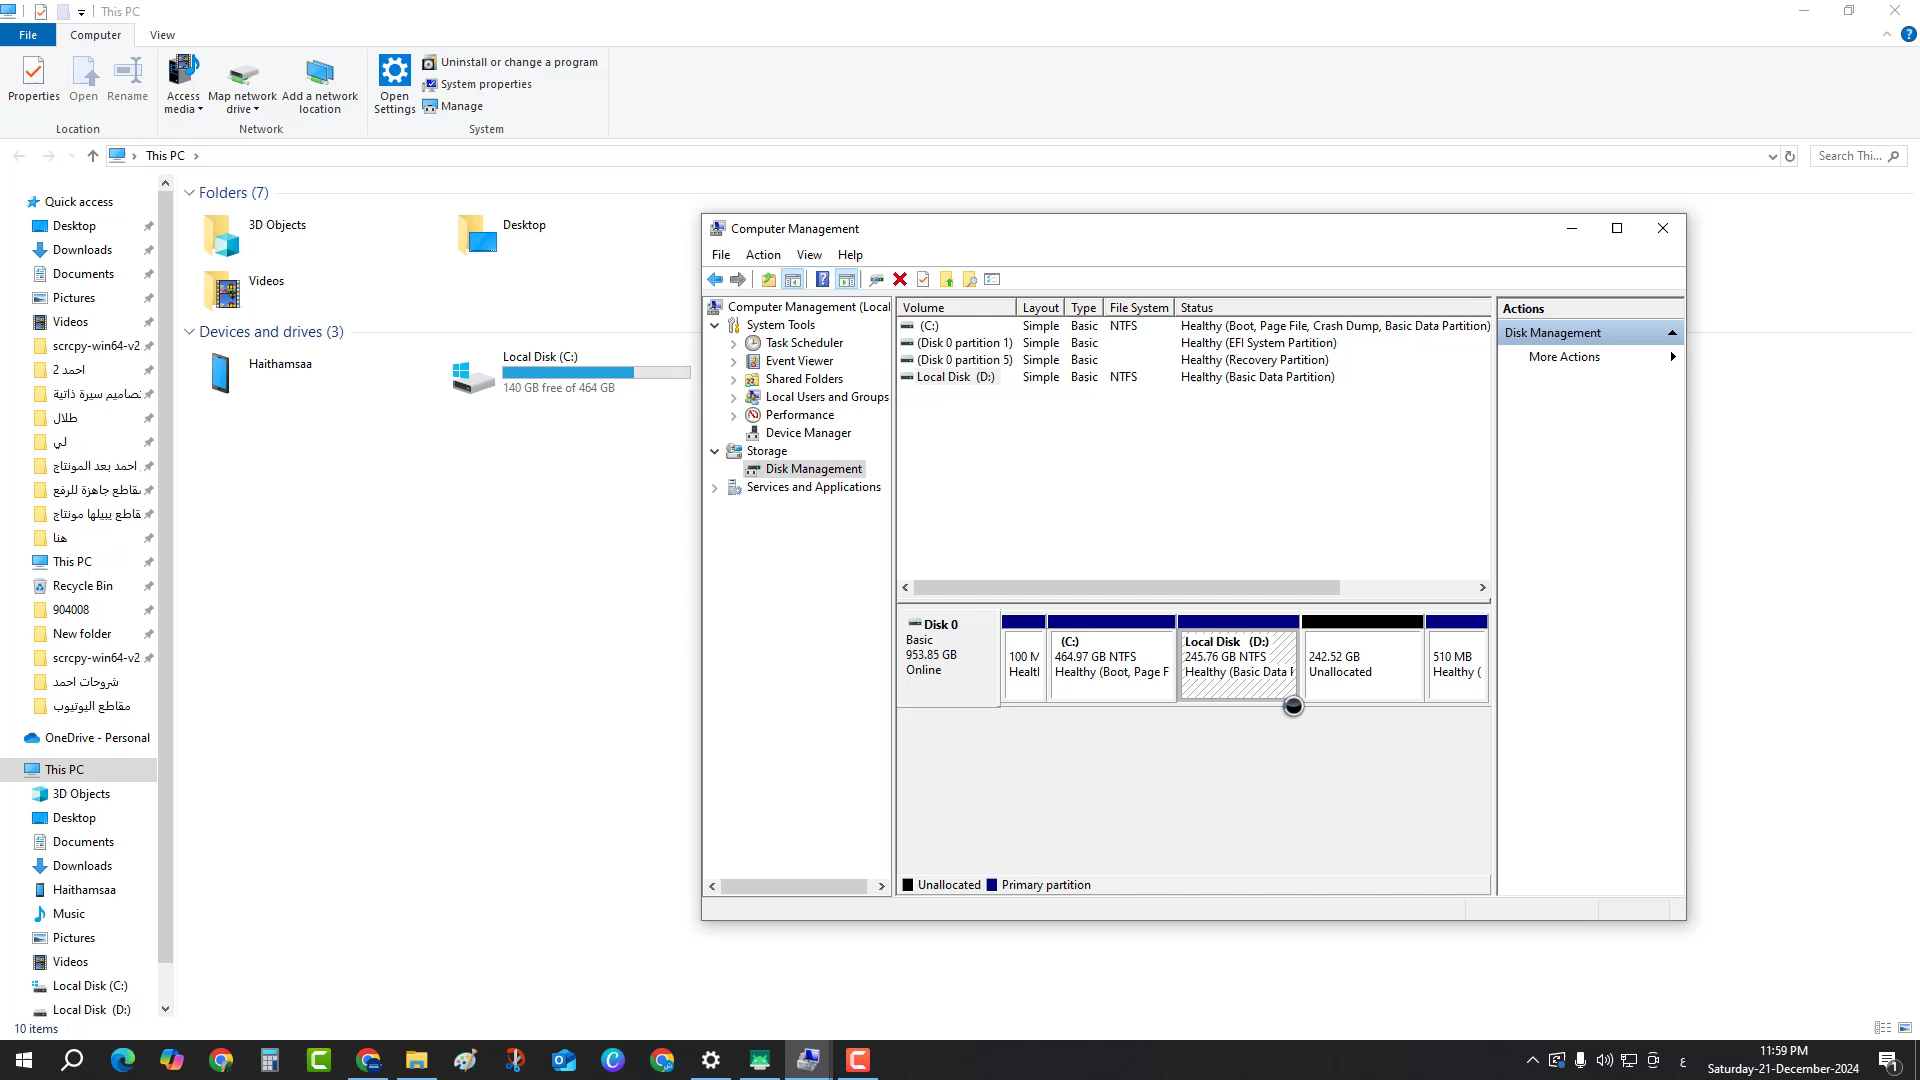 This PC
File
Computer
View
Properties
Open
Rename
Access media
Map network drive
Add a network location
Open Settings
Uninstall or change a program
System properties
Manage
Location
Network
System
This PC
Search Thi...
Quick access
Desktop
Downloads
Documents
Pictures
Videos
scrcpy-win64-v2
احمد 2
تصاميم سيرة ذاتية
طلال
لي
احمد بعد المونتاج
مقاطع جاهزة للرفع
مقاطع يبيلها مونتاج
هنا
This PC
Recycle Bin
904008
New folder
scrcpy-win64-v2
شروحات احمد
مقاطع اليوتيوب
OneDrive - Personal
This PC
3D Objects
Desktop
Documents
Downloads
Haithamsaa
Music
Pictures
Videos
Local Disk (C:)
Local Disk (D:)
10 items
Folders (7)
3D Objects
Desktop
Videos
Devices and drives (3)
Haithamsaa
Local Disk (C:)
140 GB free of 464 GB
Computer Management
File Action View Help
Computer Management (Local
System Tools
Task Scheduler
Event Viewer
Shared Folders
Local Users and Groups
Performance
Device Manager
Storage
Disk Management
Services and Applications
Volume Layout Type File System Status
(C:) Simple Basic NTFS Healthy (Boot, Page File, Crash Dump, Basic Data Partition)
(Disk 0 partition 1) Simple Basic Healthy (EFI System Partition)
(Disk 0 partition 5) Simple Basic Healthy (Recovery Partition)
Local Disk (D:) Simple Basic NTFS Healthy (Basic Data Partition)
Disk 0
Basic
953.85 GB
Online
100 M
Healtl
(C:)
464.97 GB NTFS
Healthy (Boot, Page F
Local Disk (D:)
245.76 GB NTFS
Healthy (Basic Data P
242.52 GB
Unallocated
510 MB
Healthy (
Unallocated Primary partition
Actions
Disk Management
More Actions
ع
11:59 PM
Saturday-21-December-2024
1